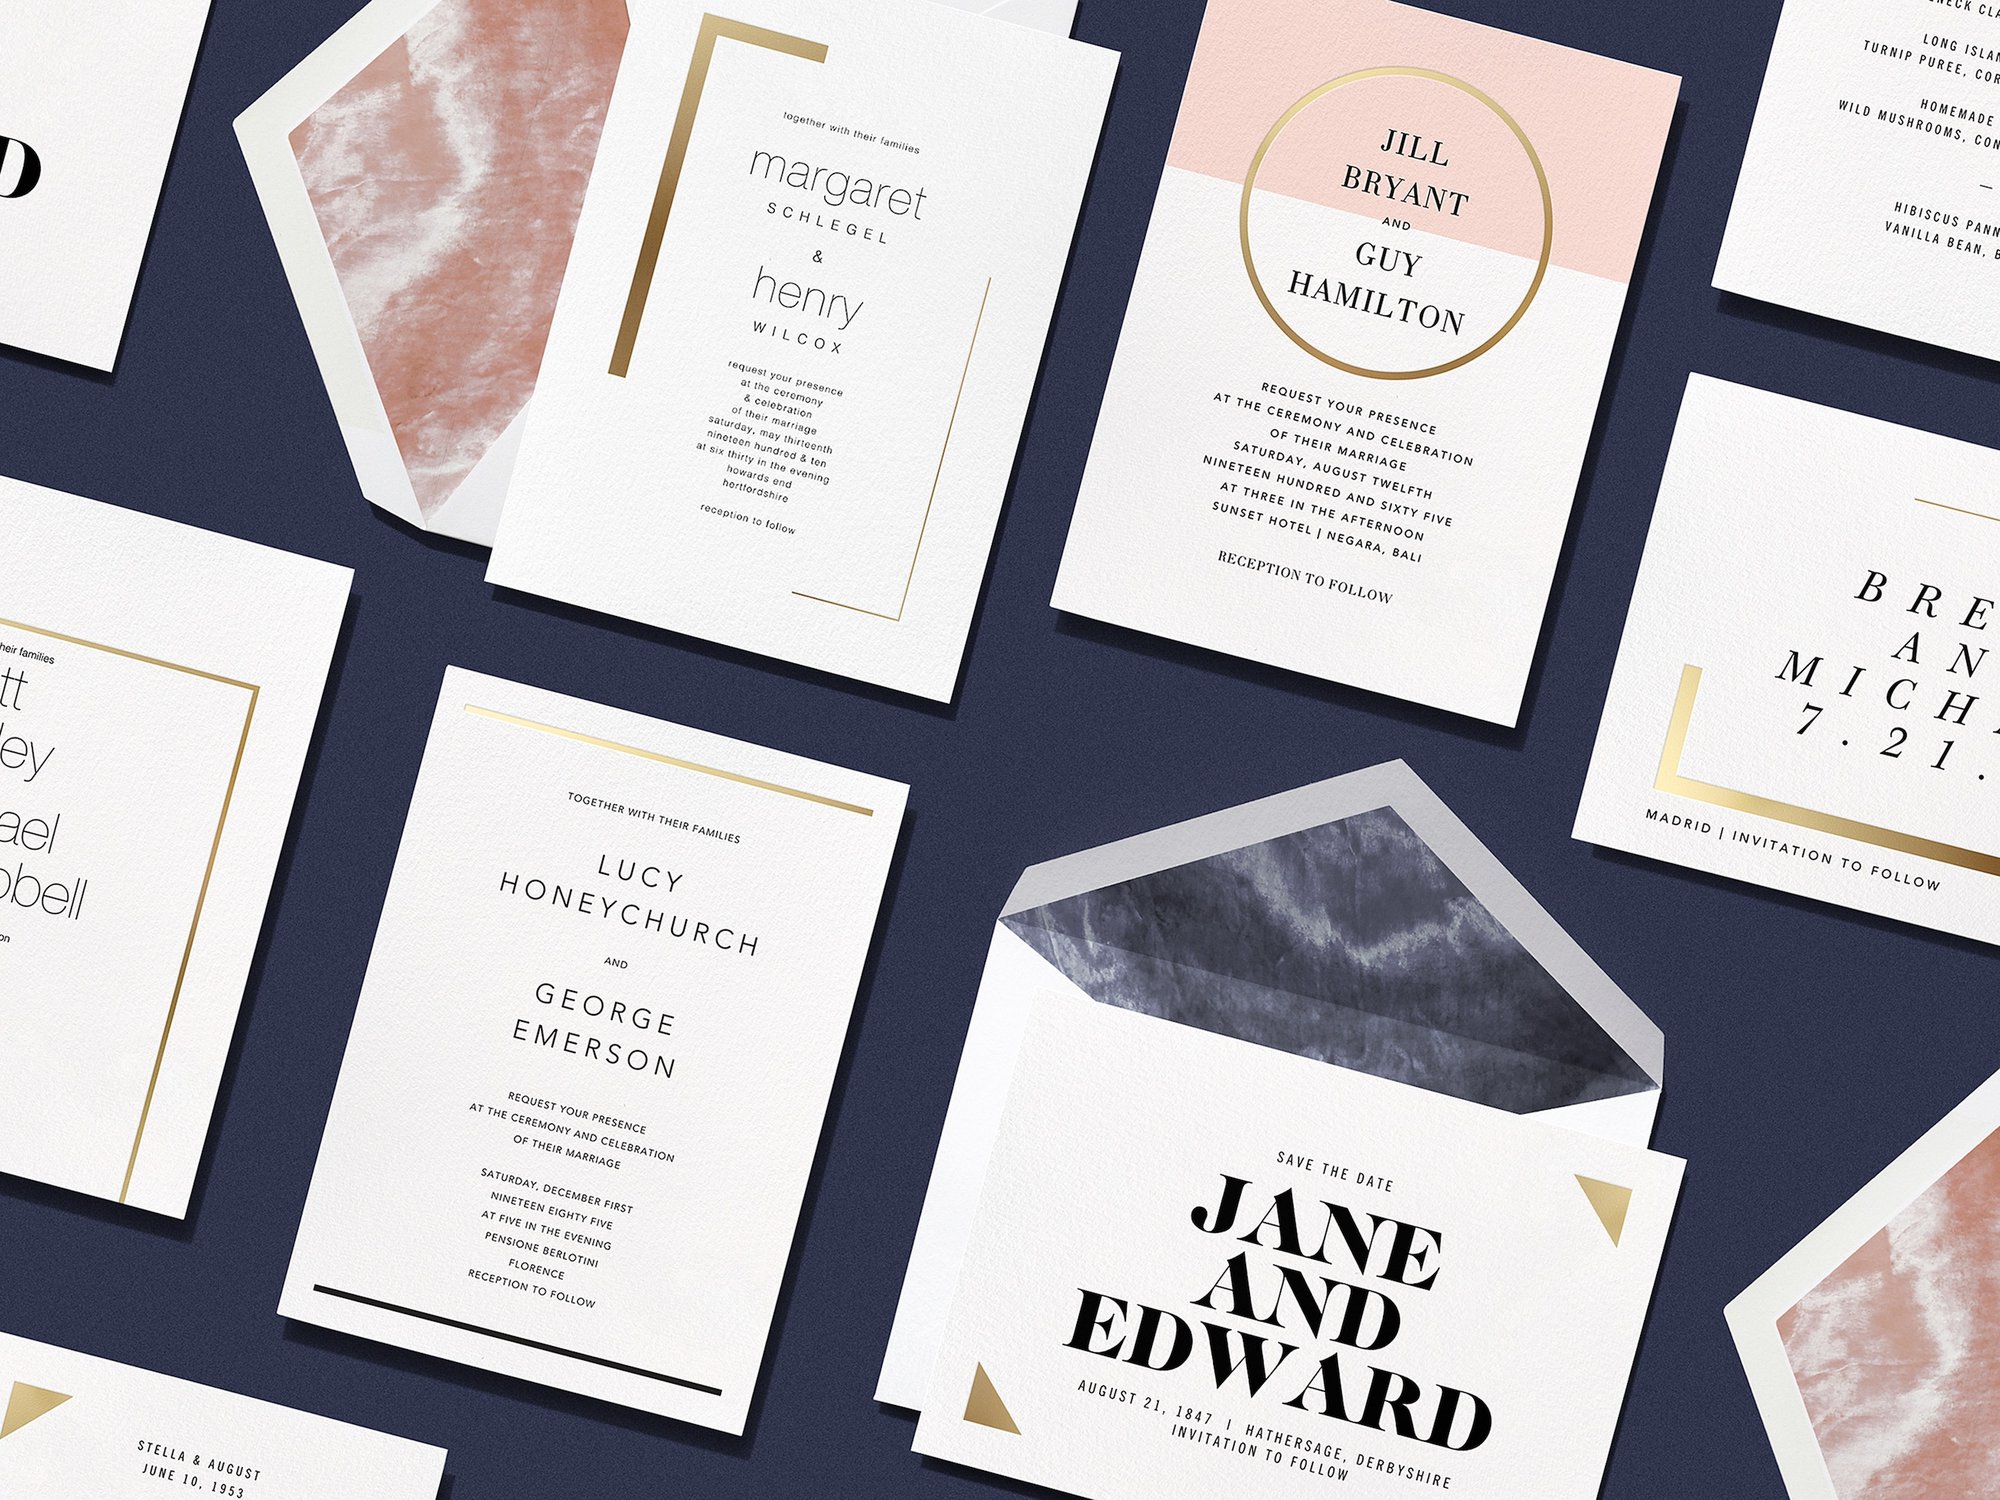 together with their families
margaret
SCHLEGEL
&
henry
WILCOX
request your presence
at the ceremony
& celebration
of their marriage
saturday, may thirteenth
nineteen hundred & ten
at six thirty in the evening
howards end
hertfordshire
reception to follow
JILL
BRYANT
AND
GUY
HAMILTON
REQUEST YOUR PRESENCE
AT THE CEREMONY AND CELEBRATION
OF THEIR MARRIAGE
SATURDAY, AUGUST TWELFTH
NINETEEN HUNDRED AND SIXTY FIVE
AT THREE IN THE AFTERNOON
SUNSET HOTEL | NEGARA, BALI
RECEPTION TO FOLLOW
LONG
TURNIP PUREE,
HOMEMADE
WILD MUSHROOMS,
HIBISCUS
VANILLA BEAN,
7.21.
MADRID | INVITATION TO FOLLOW
families
TOGETHER WITH THEIR FAMILIES
LUCY
HONEYCHURCH
AND
GEORGE
EMERSON
REQUEST YOUR PRESENCE
AT THE CEREMONY AND CELEBRATION
OF THEIR MARRIAGE
SATURDAY, DECEMBER FIRST
NINETEEN EIGHTY FIVE
AT FIVE IN THE EVENING
PENSIONE BERLOTINI
FLORENCE
RECEPTION TO FOLLOW
SAVE THE DATE
JANE
AND
EDWARD
AUGUST 21, 1847 | HATHERSAGE, DERBYSHIRE
INVITATION TO FOLLOW
STELLA & AUGUST
JUNE 10, 1953